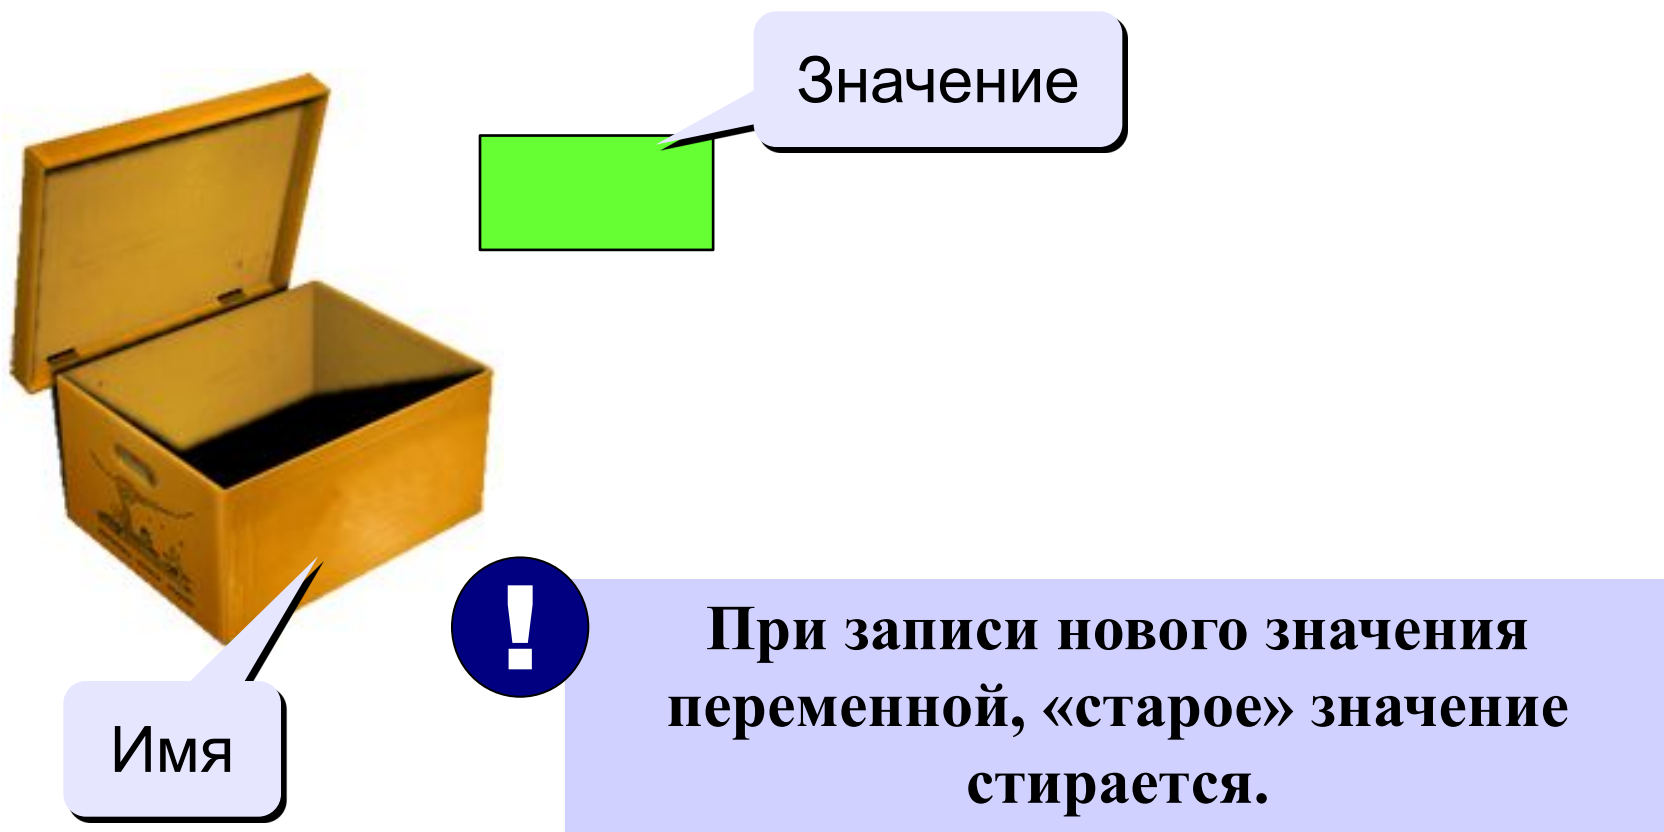 Значение
!
При записи нового значения
переменной, «старое» значение
стирается.
Имя